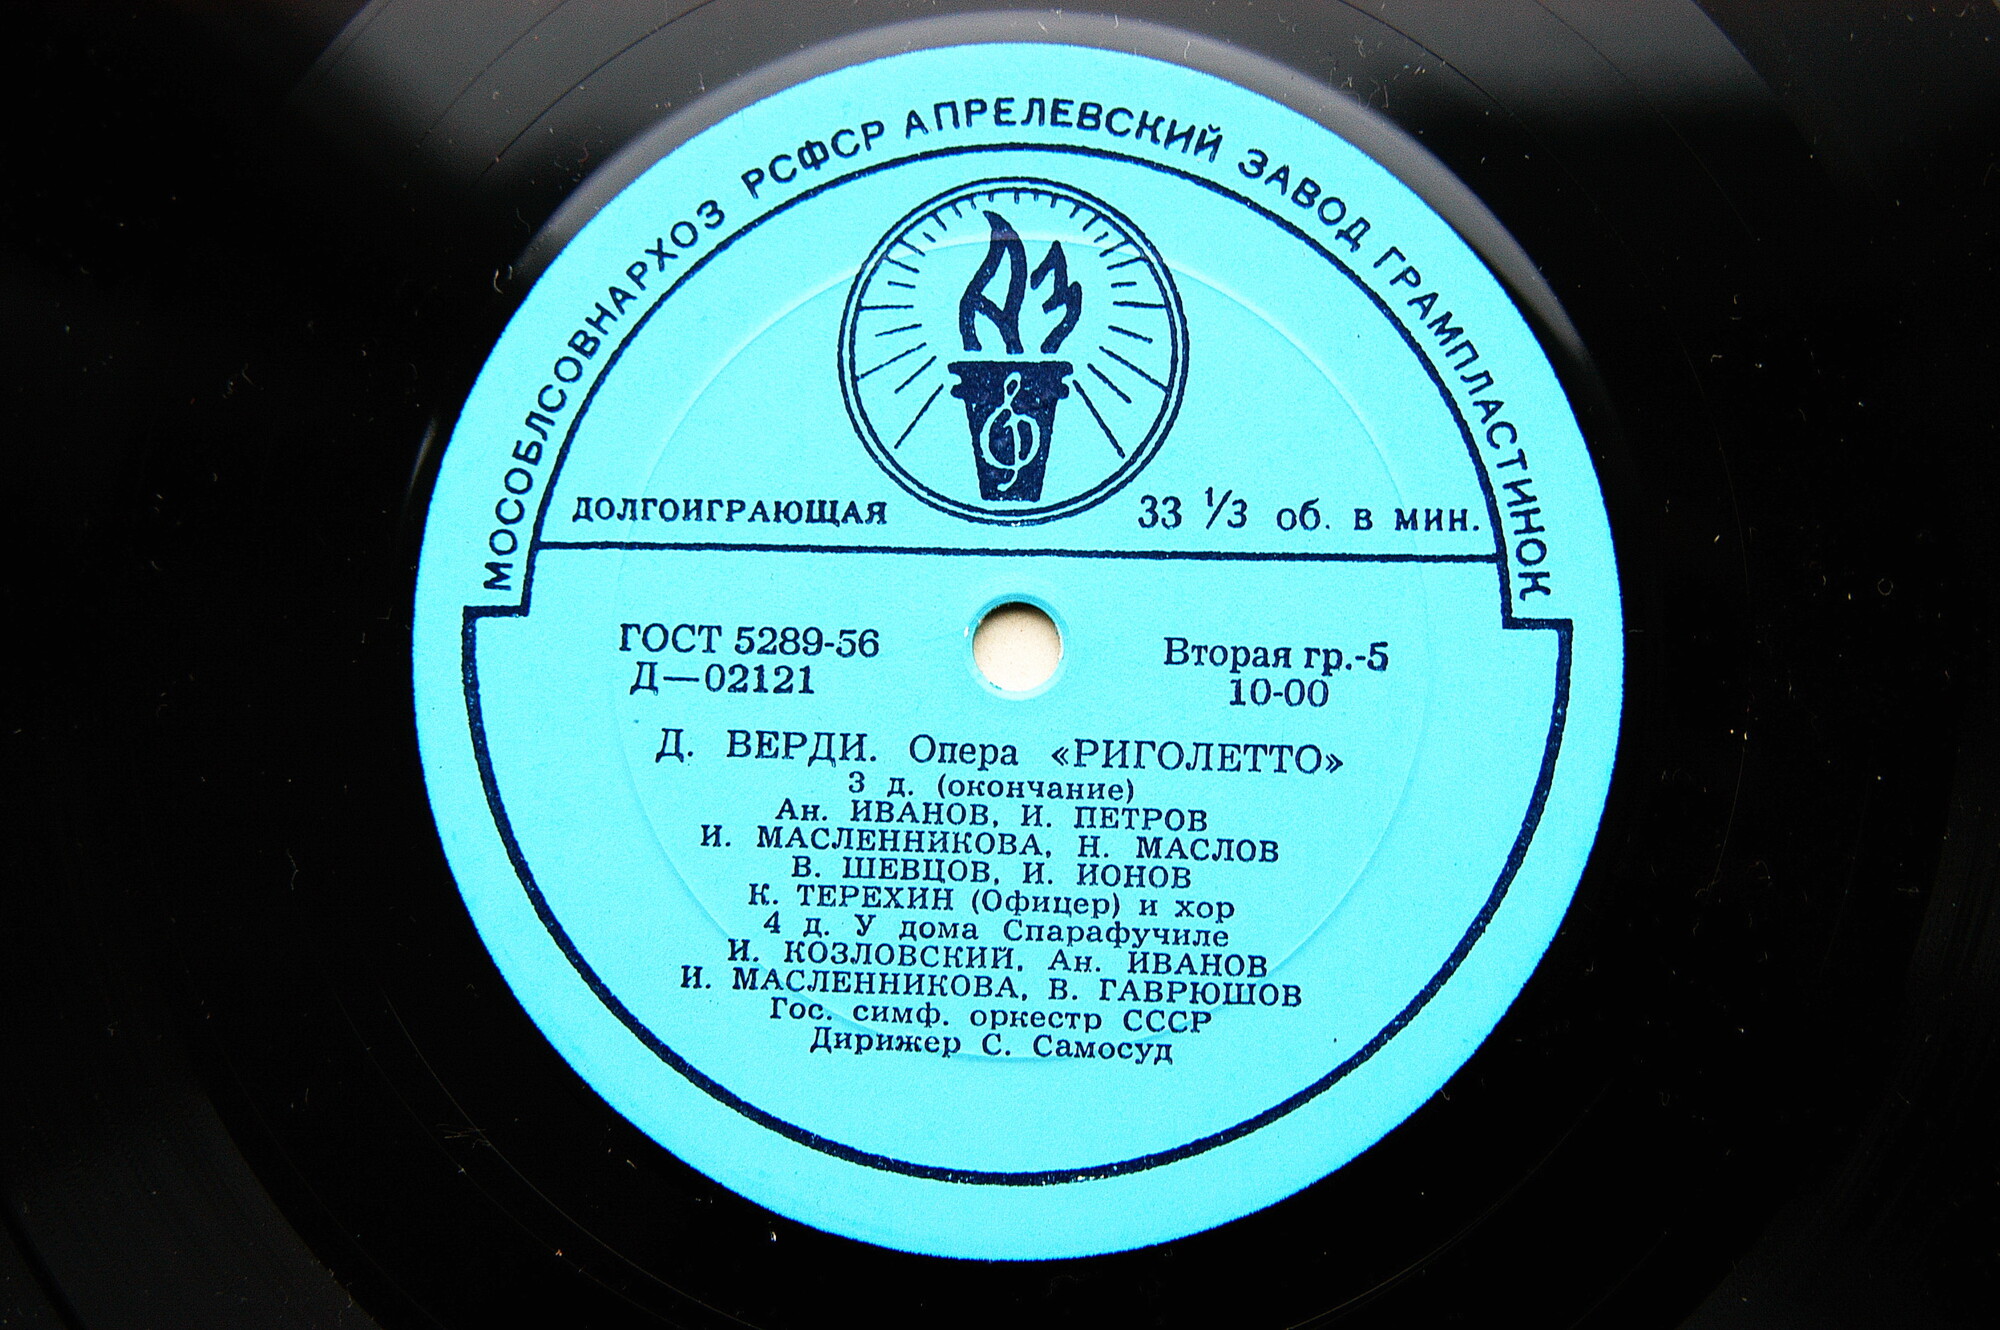 МОСОБЛСОВНАРХОЗ РСФСР АПРЕЛЕВСКИЙ ЗАВОД ГРАМПЛАСТИНОК
АЗ
ДОЛГОИГРАЮЩАЯ 33 1/3 об. в мин.
ГОСТ 5289-56 Вторая гр.-5
Д—02121 10-00
Д. ВЕРДИ. Опера «РИГОЛЕТТО»
3 д. (окончание)
Ан. ИВАНОВ, И. ПЕТРОВ
И. МАСЛЕННИКОВА, Н. МАСЛОВ
В. ШЕВЦОВ, И. ИОНОВ
К. ТЕРЕХИН (Офицер) и хор
4 д. У дома Спарафучиле
И. КОЗЛОВСКИЙ, Ан. ИВАНОВ
И. МАСЛЕННИКОВА, В. ГАВРЮШОВ
Гос. симф. оркестр СССР
Дирижер С. Самосуд